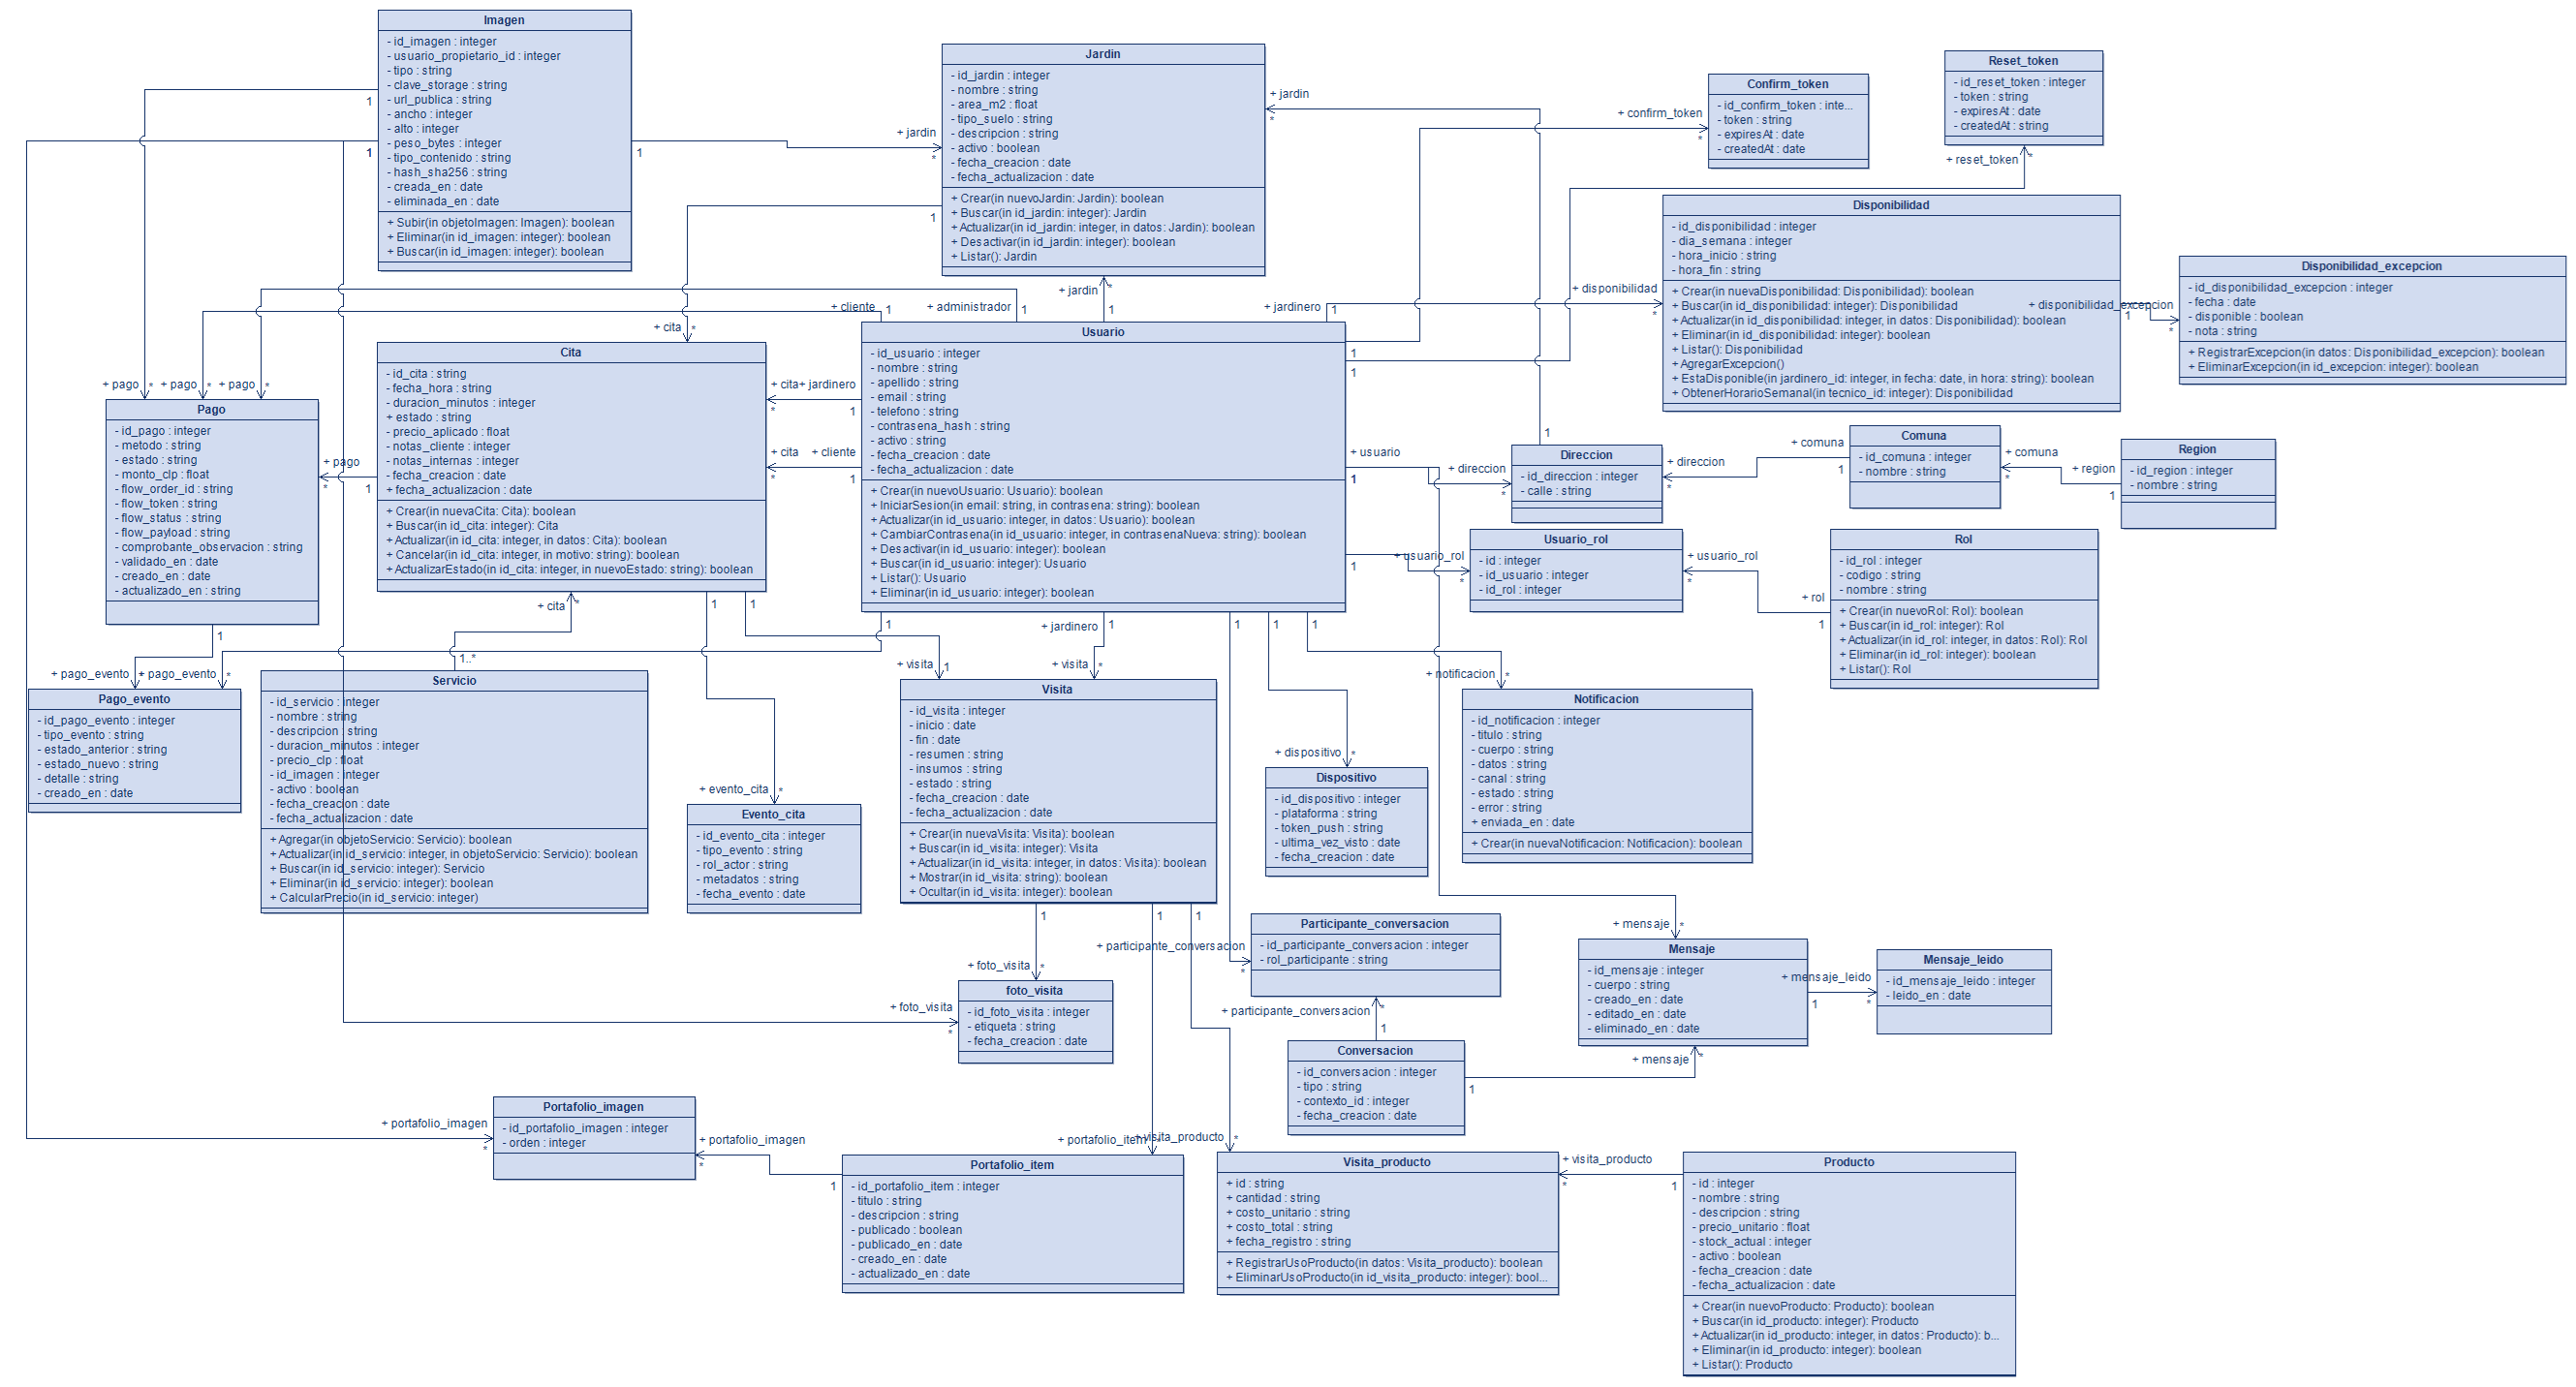 Imagen
- id_imagen : integer
- usuario_propietario_id : integer
- tipo : string
- clave_storage : string
- url_publica : string
- ancho : integer
- alto : integer
- peso_bytes : integer
- tipo_contenido : string
- hash_sha256 : string
- creada_en : date
- eliminada_en : date
+ Subir(in objetoImagen: Imagen): boolean
+ Eliminar(in id_imagen: integer): boolean
+ Buscar(in id_imagen: integer): boolean
1
1
1
+ jardin
*
Jardin
- id_jardin : integer
- nombre : string
- area_m2 : float
- tipo_suelo : string
- descripcion : string
- activo : boolean
- fecha_creacion : date
- fecha_actualizacion : date
+ Crear(in nuevoJardin: Jardin): boolean
+ Buscar(in id_jardin: integer): Jardin
+ Actualizar(in id_jardin: integer, in datos: Jardin): boolean
+ Desactivar(in id_jardin: integer): boolean
+ Listar(): Jardin
1
+ jardin
*
+ jardin
*
1
+ confirm_token
*
Confirm_token
- id_confirm_token : inte...
- token : string
- expiresAt : date
- createdAt : date
Reset_token
- id_reset_token : integer
- token : string
- expiresAt : date
- createdAt : string
+ reset_token
*
Disponibilidad
- id_disponibilidad : integer
- dia_semana : integer
- hora_inicio : string
- hora_fin : string
+ Crear(in nuevaDisponibilidad: Disponibilidad): boolean
+ Buscar(in id_disponibilidad: integer): Disponibilidad
+ Actualizar(in id_disponibilidad: integer, in datos: Disponibilidad): boolean
+ Eliminar(in id_disponibilidad: integer): boolean
+ Listar(): Disponibilidad
+ AgregarExcepcion()
+ EstaDisponible(in jardinero_id: integer, in fecha: date, in hora: string): boolean
+ ObtenerHorarioSemanal(in tecnico_id: integer): Disponibilidad
+ disponibilidad_excepcion
1
*
Disponibilidad_excepcion
- id_disponibilidad_excepcion : integer
- fecha : date
- disponible : boolean
- nota : string
+ RegistrarExcepcion(in datos: Disponibilidad_excepcion): boolean
+ EliminarExcepcion(in id_excepcion: integer): boolean
+ cliente
1
+ administrador
1
+ jardinero
1
+ disponibilidad
*
+ cita
*
+ pago
*
+ pago
*
+ pago
*
Pago
- id_pago : integer
- metodo : string
- estado : string
- monto_clp : float
- flow_order_id : string
- flow_token : string
- flow_status : string
- flow_payload : string
- comprobante_observacion : string
- validado_en : date
- creado_en : date
- actualizado_en : string
1
+ pago
*
1
Cita
- id_cita : string
- fecha_hora : string
- duracion_minutos : integer
+ estado : string
- precio_aplicado : float
- notas_cliente : integer
- notas_internas : integer
- fecha_creacion : date
+ fecha_actualizacion : date
+ Crear(in nuevaCita: Cita): boolean
+ Buscar(in id_cita: integer): Cita
+ Actualizar(in id_cita: integer, in datos: Cita): boolean
+ Cancelar(in id_cita: integer, in motivo: string): boolean
+ ActualizarEstado(in id_cita: integer, in nuevoEstado: string): boolean
+ cita
*
+ jardinero
1
+ cita
*
+ cliente
1
Usuario
- id_usuario : integer
- nombre : string
- apellido : string
- email : string
- telefono : string
- contrasena_hash : string
- activo : string
- fecha_creacion : date
- fecha_actualizacion : date
+ Crear(in nuevoUsuario: Usuario): boolean
+ IniciarSesion(in email: string, in contrasena: string): boolean
+ Actualizar(in id_usuario: integer, in datos: Usuario): boolean
+ CambiarContrasena(in id_usuario: integer, in contrasenaNueva: string): boolean
+ Desactivar(in id_usuario: integer): boolean
+ Buscar(in id_usuario: integer): Usuario
+ Listar(): Usuario
+ Eliminar(in id_usuario: integer): boolean
1
1
+ usuario
1
1
+ direccion
*
1
Direccion
- id_direccion : integer
- calle : string
+ direccion
*
+ comuna
1
Comuna
- id_comuna : integer
- nombre : string
+ comuna
*
+ region
1
Region
- id_region : integer
- nombre : string
+ usuario_rol
*
Usuario_rol
- id : integer
- id_usuario : integer
- id_rol : integer
+ usuario_rol
*
+ rol
1
Rol
- id_rol : integer
- codigo : string
- nombre : string
+ Crear(in nuevoRol: Rol): boolean
+ Buscar(in id_rol: integer): Rol
+ Actualizar(in id_rol: integer, in datos: Rol): Rol
+ Eliminar(in id_rol: integer): boolean
+ Listar(): Rol
+ cita
*
1..*
1
1
1
+ jardinero
1
1
1
1
+ visita
1
+ visita
*
+ notificacion
*
+ pago_evento
*
+ pago_evento
*
Pago_evento
- id_pago_evento : integer
- tipo_evento : string
- estado_anterior : string
- estado_nuevo : string
- detalle : string
- creado_en : date
Servicio
- id_servicio : integer
- nombre : string
- descripcion : string
- duracion_minutos : integer
- precio_clp : float
- id_imagen : integer
- activo : boolean
- fecha_creacion : date
- fecha_actualizacion : date
+ Agregar(in objetoServicio: Servicio): boolean
+ Actualizar(in id_servicio: integer, in objetoServicio: Servicio): boolean
+ Buscar(in id_servicio: integer): Servicio
+ Eliminar(in id_servicio: integer): boolean
+ CalcularPrecio(in id_servicio: integer)
+ evento_cita
*
Evento_cita
- id_evento_cita : integer
- tipo_evento : string
- rol_actor : string
- metadatos : string
- fecha_evento : date
Visita
- id_visita : integer
- inicio : date
- fin : date
- resumen : string
- insumos : string
- estado : string
- fecha_creacion : date
- fecha_actualizacion : date
+ Crear(in nuevaVisita: Visita): boolean
+ Buscar(in id_visita: integer): Visita
+ Actualizar(in id_visita: integer, in datos: Visita): boolean
+ Mostrar(in id_visita: string): boolean
+ Ocultar(in id_visita: integer): boolean
1
1
1
+ dispositivo
*
Dispositivo
- id_dispositivo : integer
- plataforma : string
- token_push : string
- ultima_vez_visto : date
- fecha_creacion : date
Notificacion
- id_notificacion : integer
- titulo : string
- cuerpo : string
- datos : string
- canal : string
- estado : string
- error : string
+ enviada_en : date
+ Crear(in nuevaNotificacion: Notificacion): boolean
+ participante_conversacion
*
Participante_conversacion
- id_participante_conversacion : integer
- rol_participante : string
+ participante_conversacion
*
1
Conversacion
- id_conversacion : integer
- tipo : string
- contexto_id : integer
- fecha_creacion : date
1
+ mensaje
*
Mensaje
- id_mensaje : integer
- cuerpo : string
- creado_en : date
- editado_en : date
- eliminado_en : date
+ mensaje
*
+ mensaje_leido
1
*
Mensaje_leido
- id_mensaje_leido : integer
- leido_en : date
+ foto_visita
*
+ foto_visita
*
foto_visita
- id_foto_visita : integer
- etiqueta : string
- fecha_creacion : date
+ portafolio_imagen
*
Portafolio_imagen
- id_portafolio_imagen : integer
- orden : integer
+ portafolio_imagen
*
1
+ portafolio_item
*
Portafolio_item
- id_portafolio_item : integer
- titulo : string
- descripcion : string
- publicado : boolean
- publicado_en : date
- creado_en : date
- actualizado_en : date
+ visita_producto
*
Visita_producto
+ id : string
+ cantidad : string
+ costo_unitario : string
+ costo_total : string
+ fecha_registro : string
+ RegistrarUsoProducto(in datos: Visita_producto): boolean
+ EliminarUsoProducto(in id_visita_producto: integer): bool...
+ visita_producto
*
1
Producto
- id : integer
- nombre : string
- descripcion : string
- precio_unitario : float
- stock_actual : integer
- activo : boolean
- fecha_creacion : date
- fecha_actualizacion : date
+ Crear(in nuevoProducto: Producto): boolean
+ Buscar(in id_producto: integer): Producto
+ Actualizar(in id_producto: integer, in datos: Producto): b...
+ Eliminar(in id_producto: integer): boolean
+ Listar(): Producto